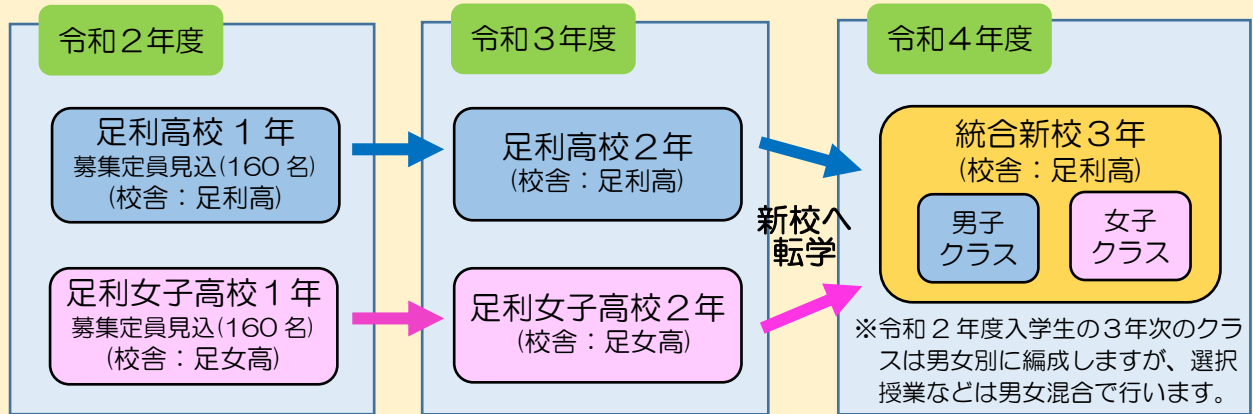 令和２年度
足利高校１年
募集定員見込(160名)
(校舎：足利高)
足利女子高校１年
募集定員見込(160名)
(校舎：足女高)
令和３年度
足利高校２年
(校舎：足利高)
足利女子高校２年
(校舎：足女高)
新校へ
転学
令和４年度
統合新校３年
(校舎：足利高)
男子
クラス
女子
クラス
※令和２年度入学生の３年次のクラ
スは男女別に編成しますが、選択
授業などは男女混合で行います。